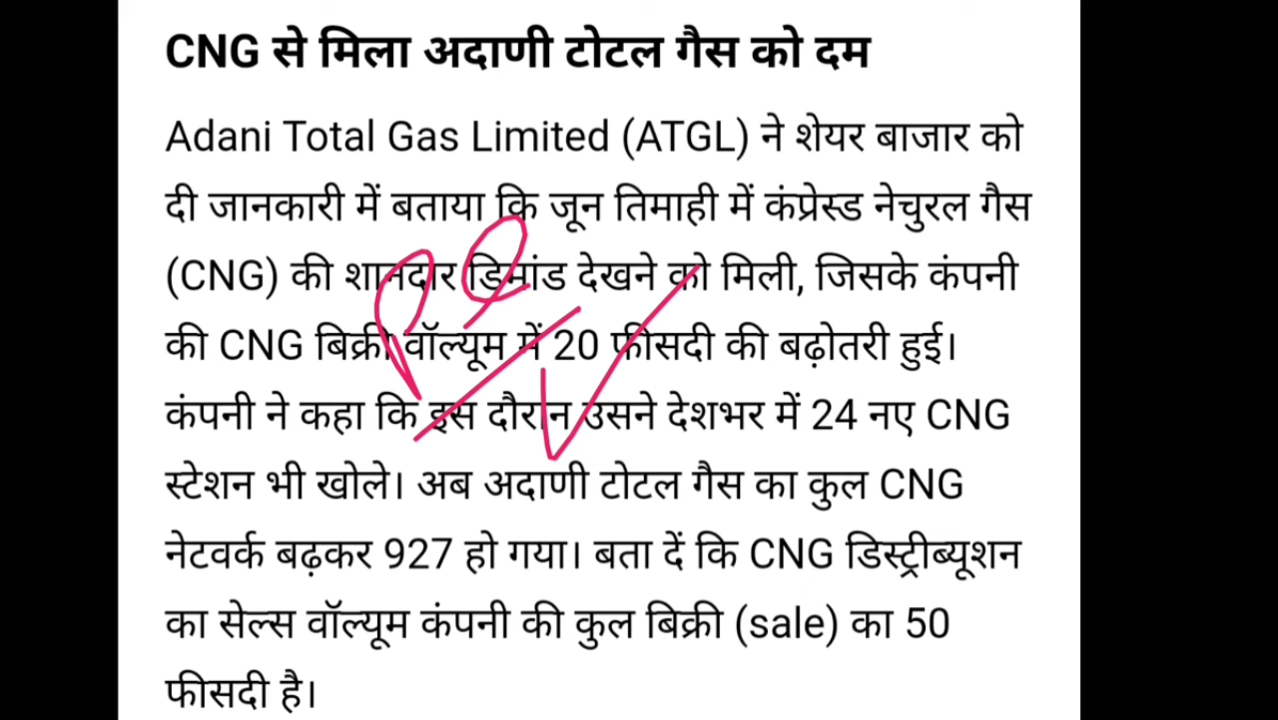 CNG से मिला अदाणी टोटल गैस को दम
Adani Total Gas Limited (ATGL) ने शेयर बाजार को
दी जानकारी में बताया कि जून तिमाही में कंप्रेस्ड नेचुरल गैस
(CNG) की शानदार डिमांड देखने को मिली, जिसके कंपनी
की CNG बिक्री वॉल्यूम में 20 फीसदी की बढ़ोतरी हुई।
कंपनी ने कहा कि इस दौरान उसने देशभर में 24 नए CNG
स्टेशन भी खोले। अब अदाणी टोटल गैस का कुल CNG
नेटवर्क बढ़कर 927 हो गया। बता दें कि CNG डिस्ट्रीब्यूशन
का सेल्स वॉल्यूम कंपनी की कुल बिक्री (sale) का 50
फीसदी है।